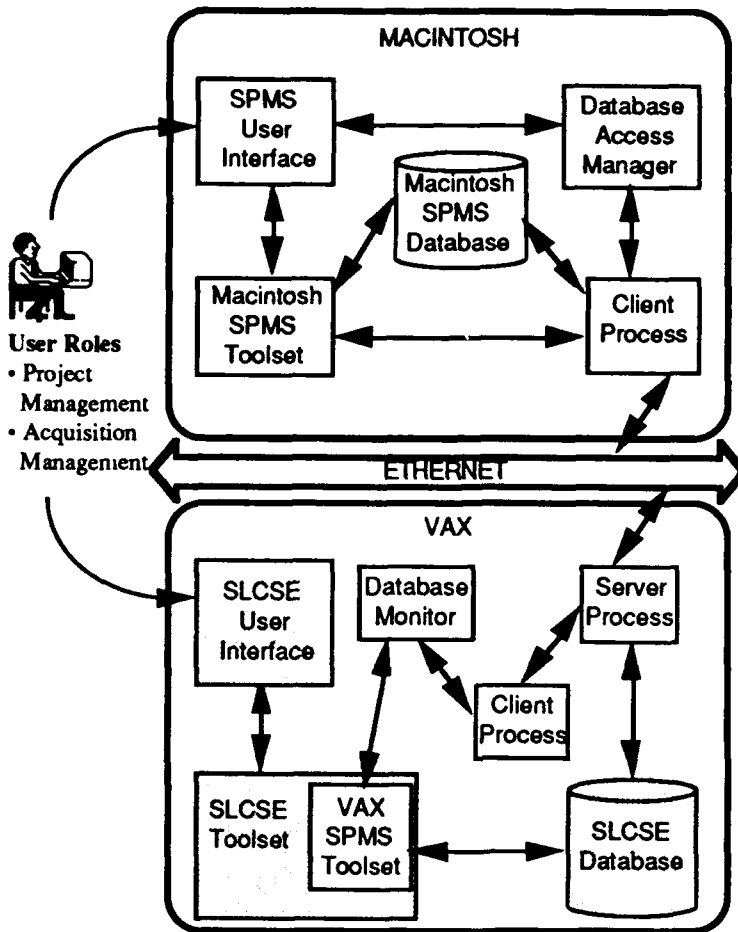 MACINTOSH
SPMS
User
Interface
Database
Access
Manager
Macintosh
SPMS
Database
Macintosh
SPMS
Toolset
Client
Process
User Roles
• Project
Management
• Acquisition
Management
ETHERNET
VAX
SLCSE
User
Interface
Database
Monitor
Server
Process
Client
Process
SLCSE
Toolset
VAX
SPMS
Toolset
SLCSE
Database